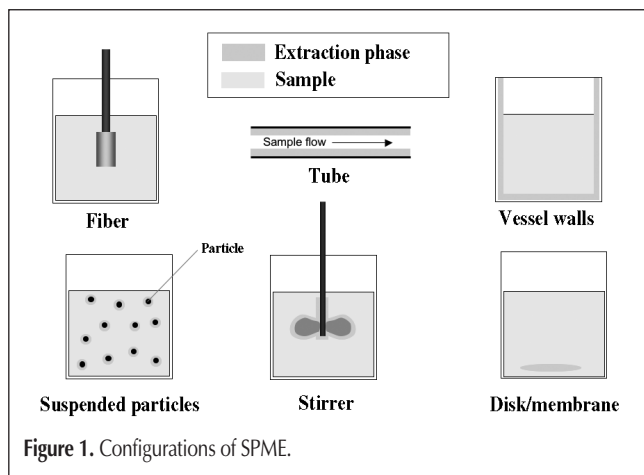 Extraction phase
Sample
Fiber
Sample flow
Tube
Vessel walls
Particle
Suspended particles
Stirrer
Disk/membrane
Figure 1. Configurations of SPME.